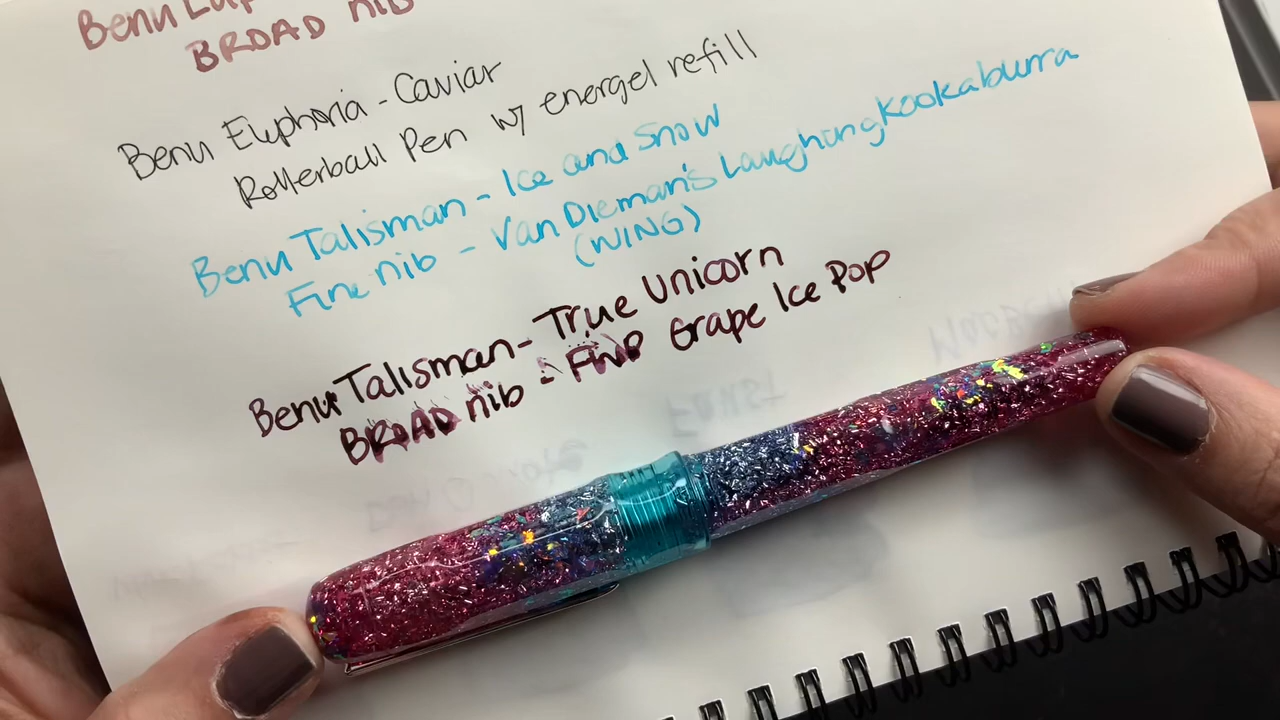 Benu
BROAD nib
Benu Euphoria - Caviar
Rollerball Pen w/ energel refill
Benu Talisman - Ice and Snow
Fine nib - Van Dieman's Laughing Kookaburra
(WING)
Benu Talisman - True Unicorn
BROAD nib - FWP Grape Ice Pop